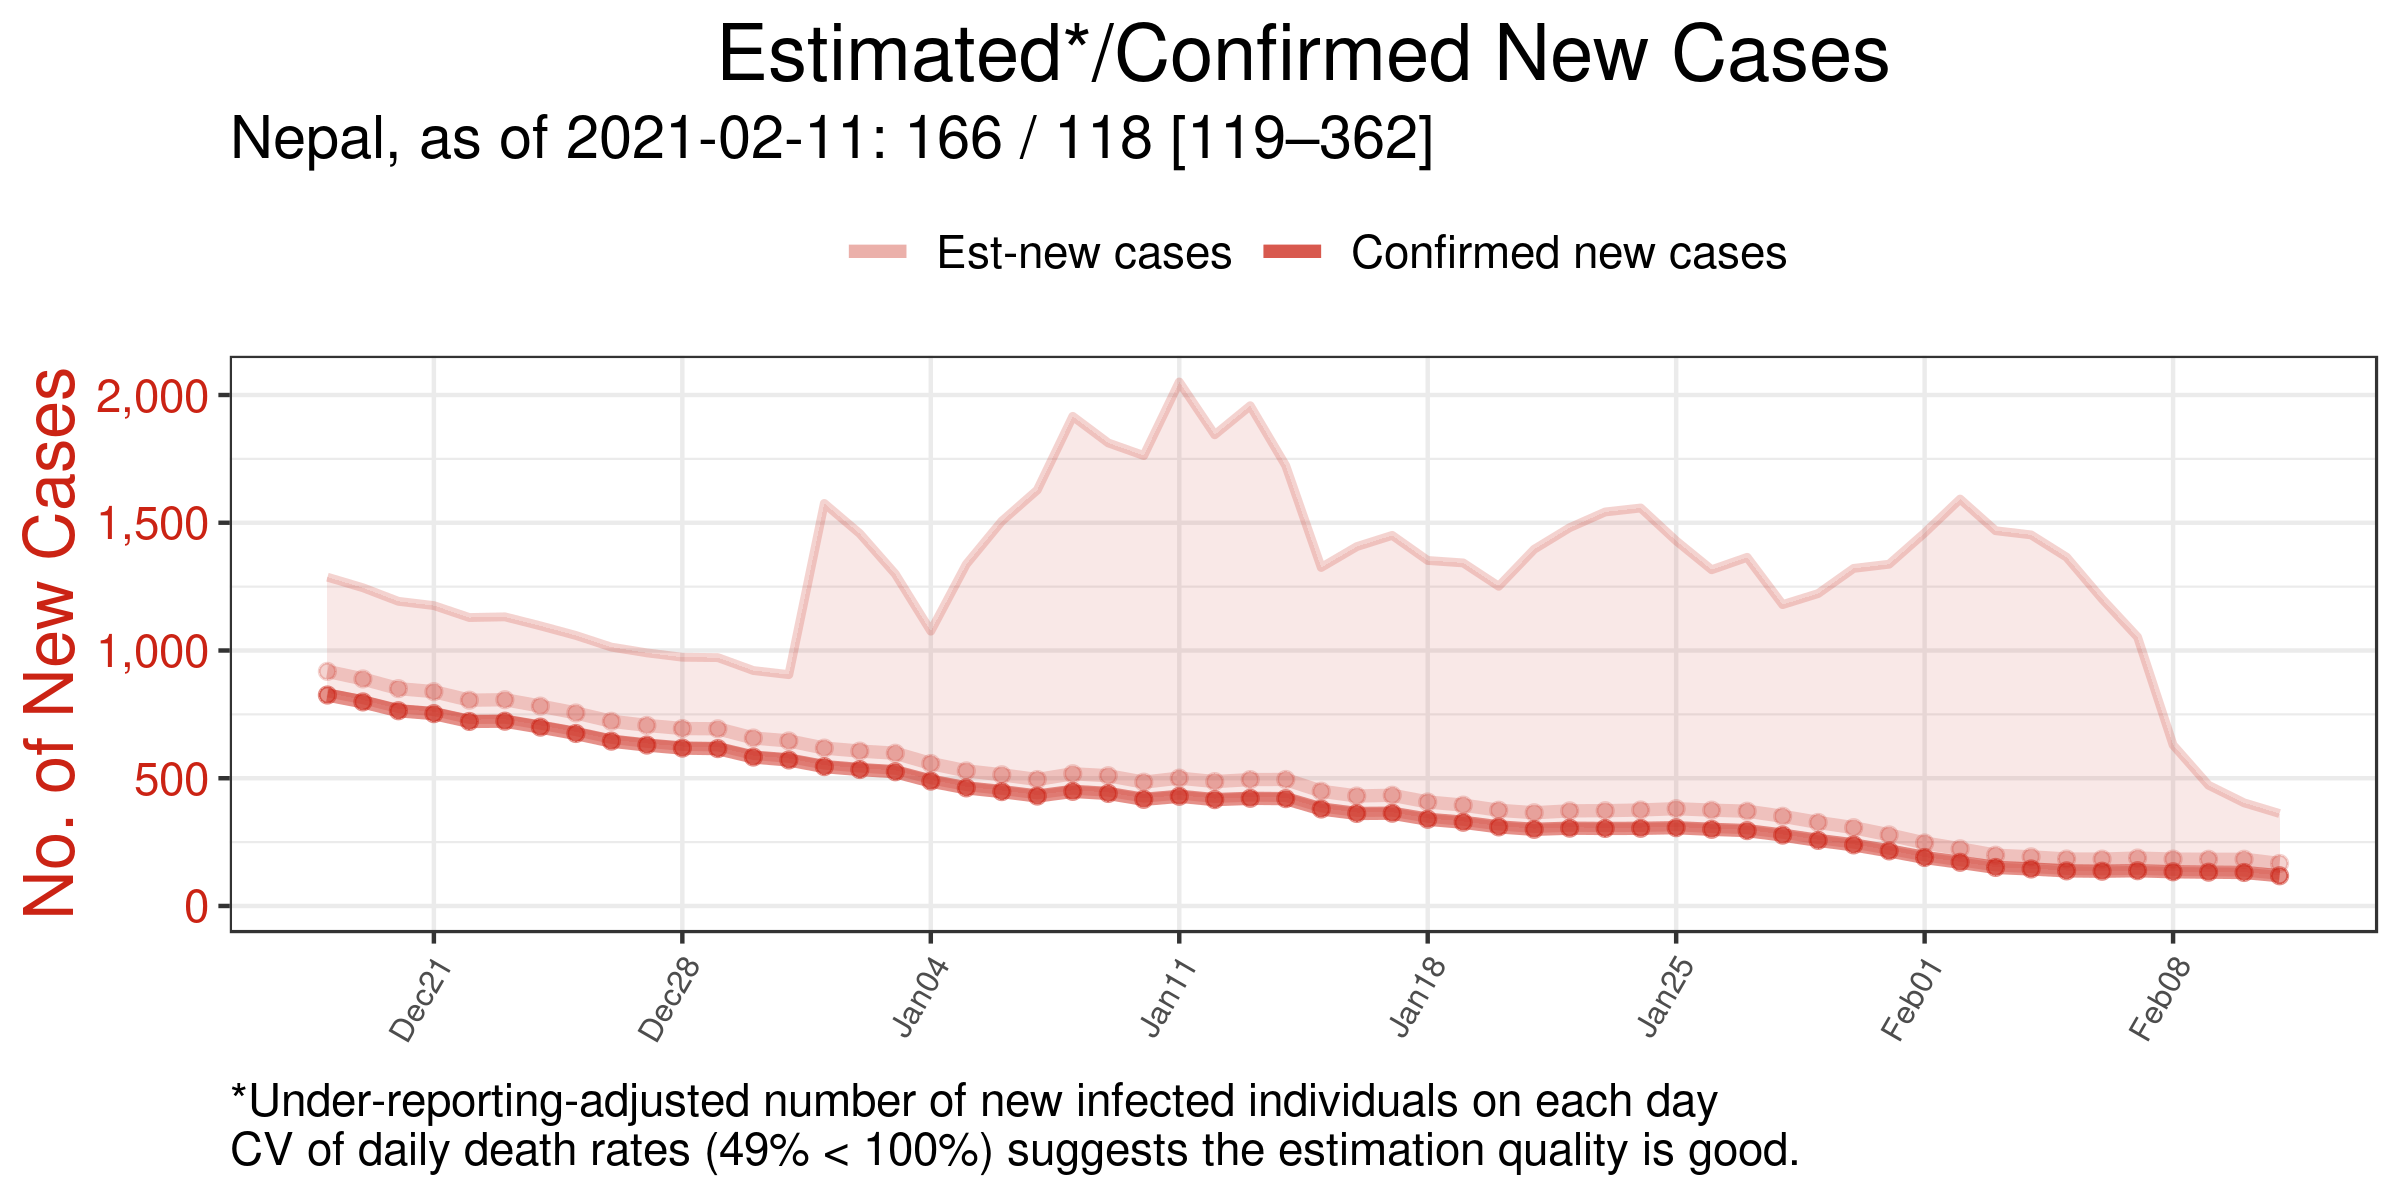 Estimated*/Confirmed New Cases
Nepal, as of 2021-02-11: 166 / 118 [119–362]
Est-new cases Confirmed new cases
No. of New Cases
2,000
1,500
1,000
500
0
Dec21 Dec28 Jan04 Jan11 Jan18 Jan25 Feb01 Feb08
*Under-reporting-adjusted number of new infected individuals on each day
CV of daily death rates (49% < 100%) suggests the estimation quality is good.